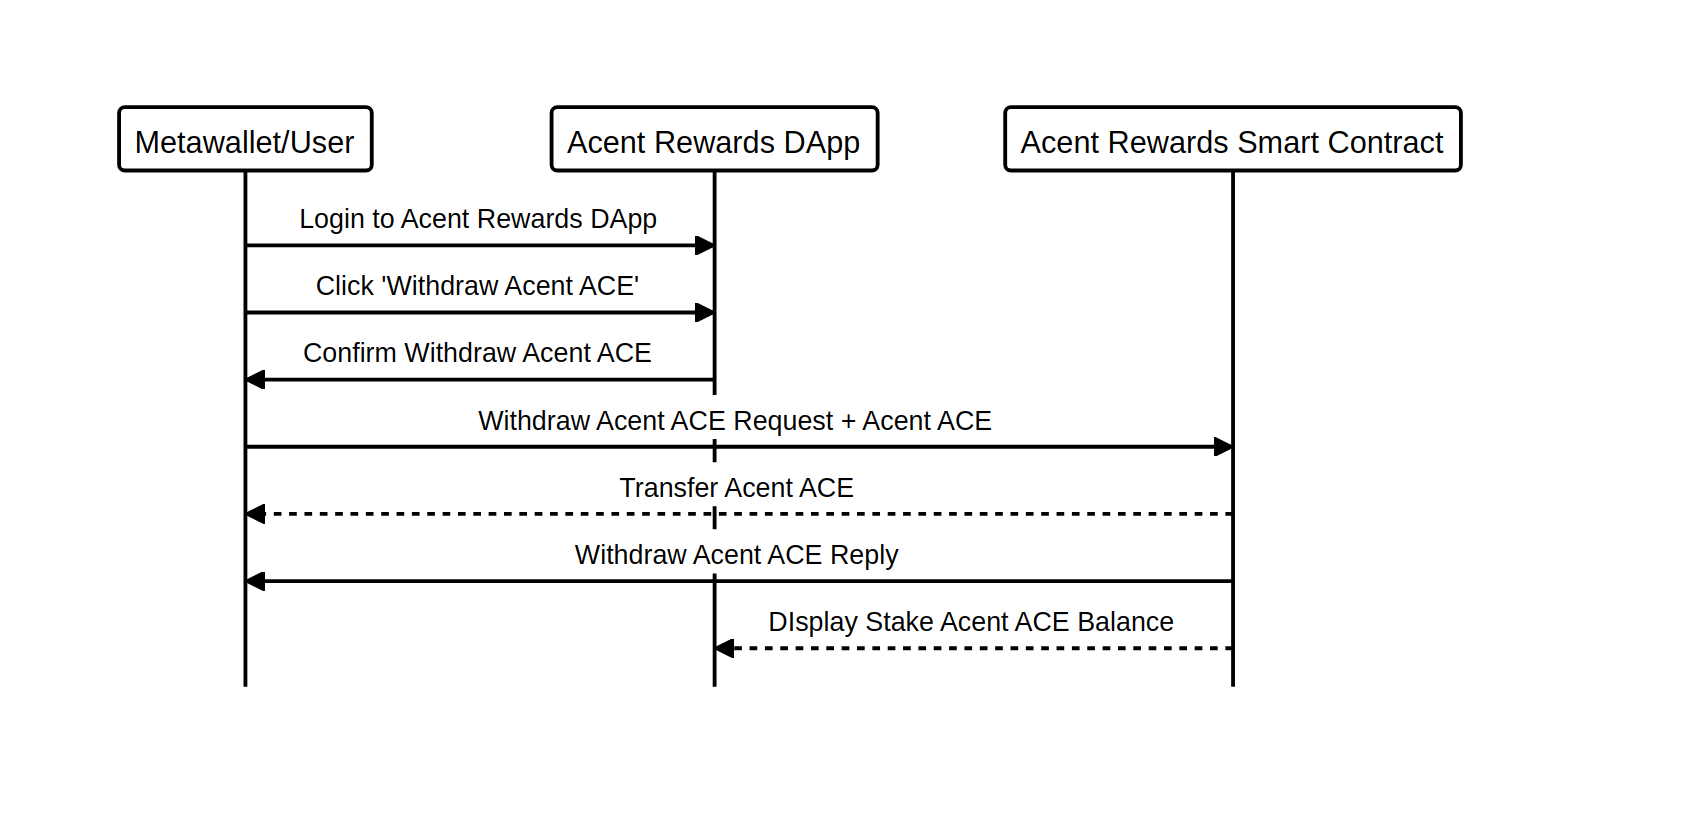 Metawallet/User
Acent Rewards DApp
Acent Rewards Smart Contract
Login to Acent Rewards DApp
Click 'Withdraw Acent ACE'
Confirm Withdraw Acent ACE
Withdraw Acent ACE Request + Acent ACE
Transfer Acent ACE
Withdraw Acent ACE Reply
DIsplay Stake Acent ACE Balance